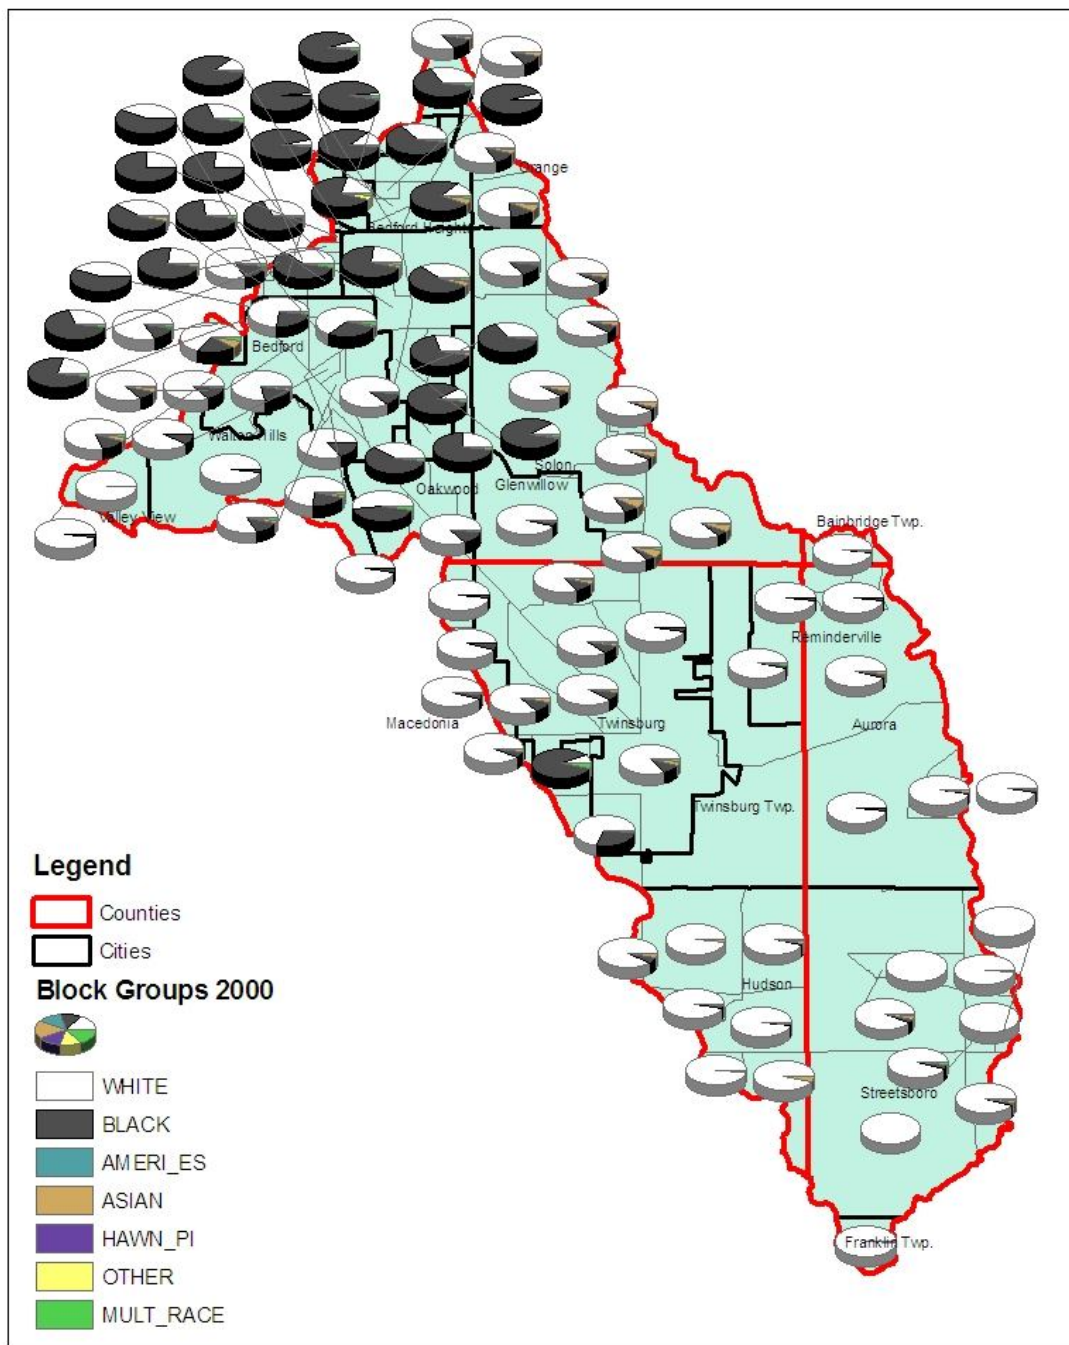 Orange
Bedford Heights
Bedford
Walton Hills
Solon
Oakwood
Glenwillow
Valley View
Bainbridge Twp.
Reminderville
Macedonia
Twinsburg
Aurora
Twinsburg Twp.
Legend
Counties
Cities
Block Groups 2000
Hudson
WHITE
Streetsboro
BLACK
AMERI_ES
ASIAN
HAWN_PI
Franklin Twp.
OTHER
MULT_RACE